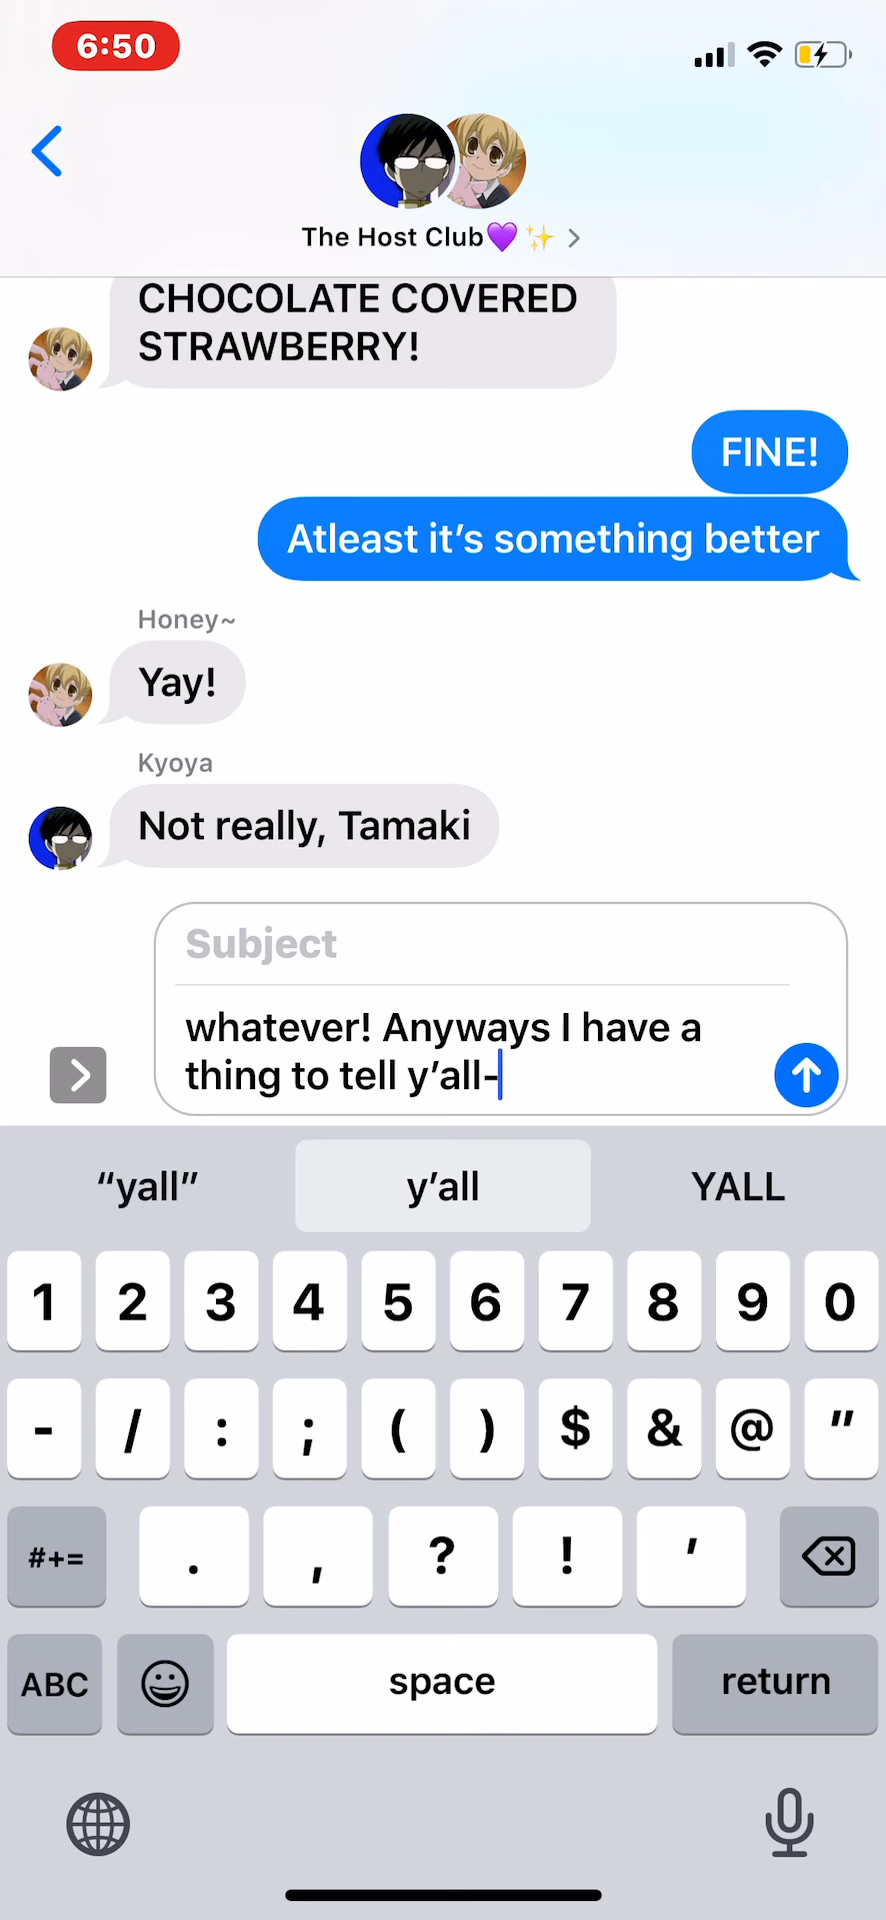 6:50
The Host Club💜✨ >
CHOCOLATE COVERED
STRAWBERRY!
FINE!
Atleast it’s something better
Honey~
Yay!
Kyoya
Not really, Tamaki
Subject
whatever! Anyways I have a
thing to tell y’all-
“yall” y’all YALL
1 2 3 4 5 6 7 8 9 0
- / : ; ( ) $ & @ "
#+= . , ? ! '
ABC space return